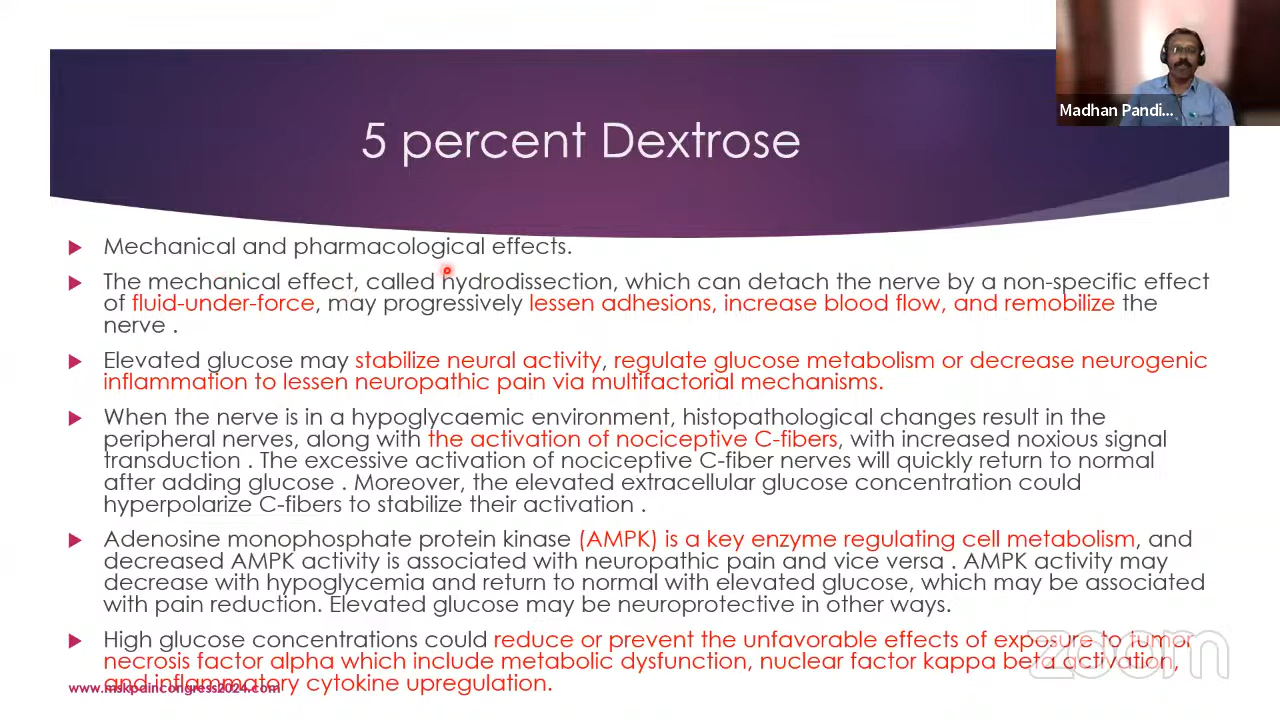 Madhan Pandi...
5 percent Dextrose
Mechanical and pharmacological effects.
The mechanical effect, called hydrodissection, which can detach the nerve by a non-specific effect
of fluid-under-force, may progressively lessen adhesions, increase blood flow, and remobilize the
nerve .
Elevated glucose may stabilize neural activity, regulate glucose metabolism or decrease neurogenic
inflammation to lessen neuropathic pain via multifactorial mechanisms.
When the nerve is in a hypoglycaemic environment, histopathological changes result in the
peripheral nerves, along with the activation of nociceptive C-fibers, with increased noxious signal
transduction . The excessive activation of nociceptive C-fiber nerves will quickly return to normal
after adding glucose . Moreover, the elevated extracellular glucose concentration could
hyperpolarize C-fibers to stabilize their activation .
Adenosine monophosphate protein kinase (AMPK) is a key enzyme regulating cell metabolism, and
decreased AMPK activity is associated with neuropathic pain and vice versa . AMPK activity may
decrease with hypoglycemia and return to normal with elevated glucose, which may be associated
with pain reduction. Elevated glucose may be neuroprotective in other ways.
High glucose concentrations could reduce or prevent the unfavorable effects of exposure to tumor
necrosis factor alpha which include metabolic dysfunction, nuclear factor kappa beta activation,
and inflammatory cytokine upregulation.
www.mskpaincongress2024.com
zoom